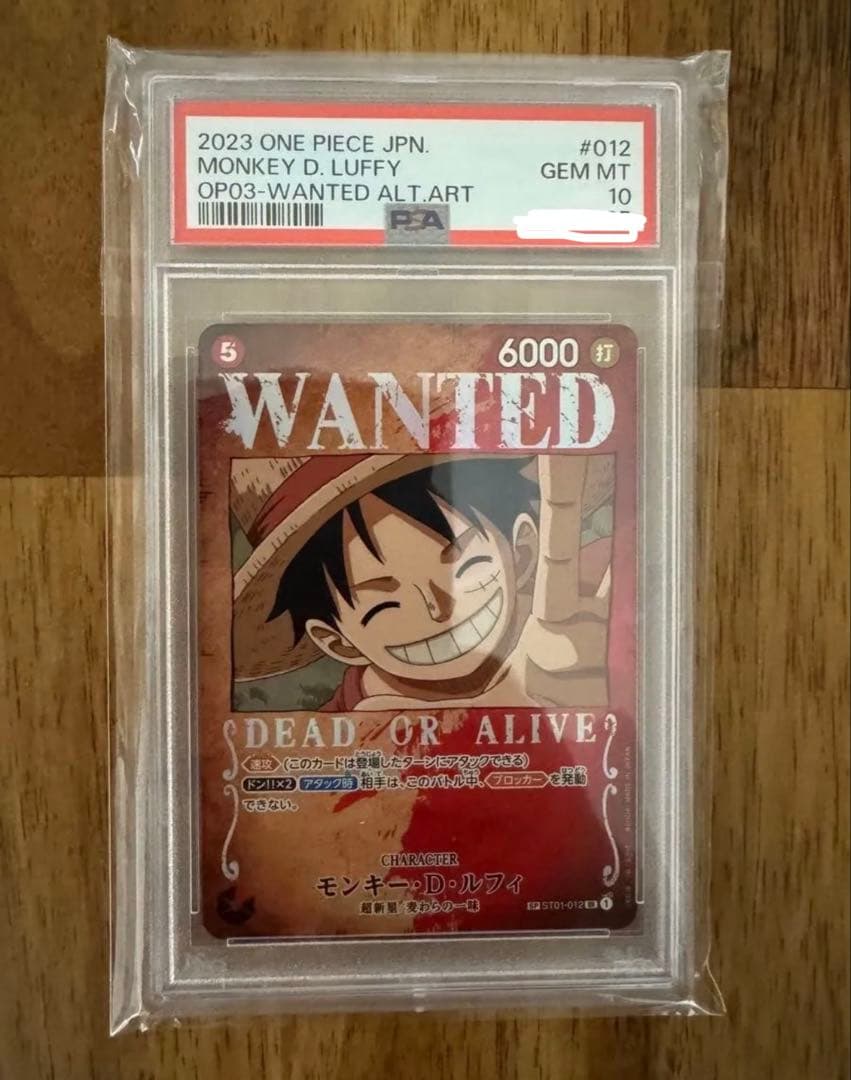 2023 ONE PIECE JPN.
#012
MONKEY D. LUFFY
GEM MT
OP03-WANTED ALT.ART
10
PSA
5
6000
打
WANTED
DEAD OR ALIVE
速攻 (このカードは登場したターンにアタックできる)
ドン!!×2 アタック時 相手は、このバトル中、ブロッカーを発動
できない。
CHARACTER
モンキー・D・ルフィ
超新星/麦わらの一味
SP ST01-012 1